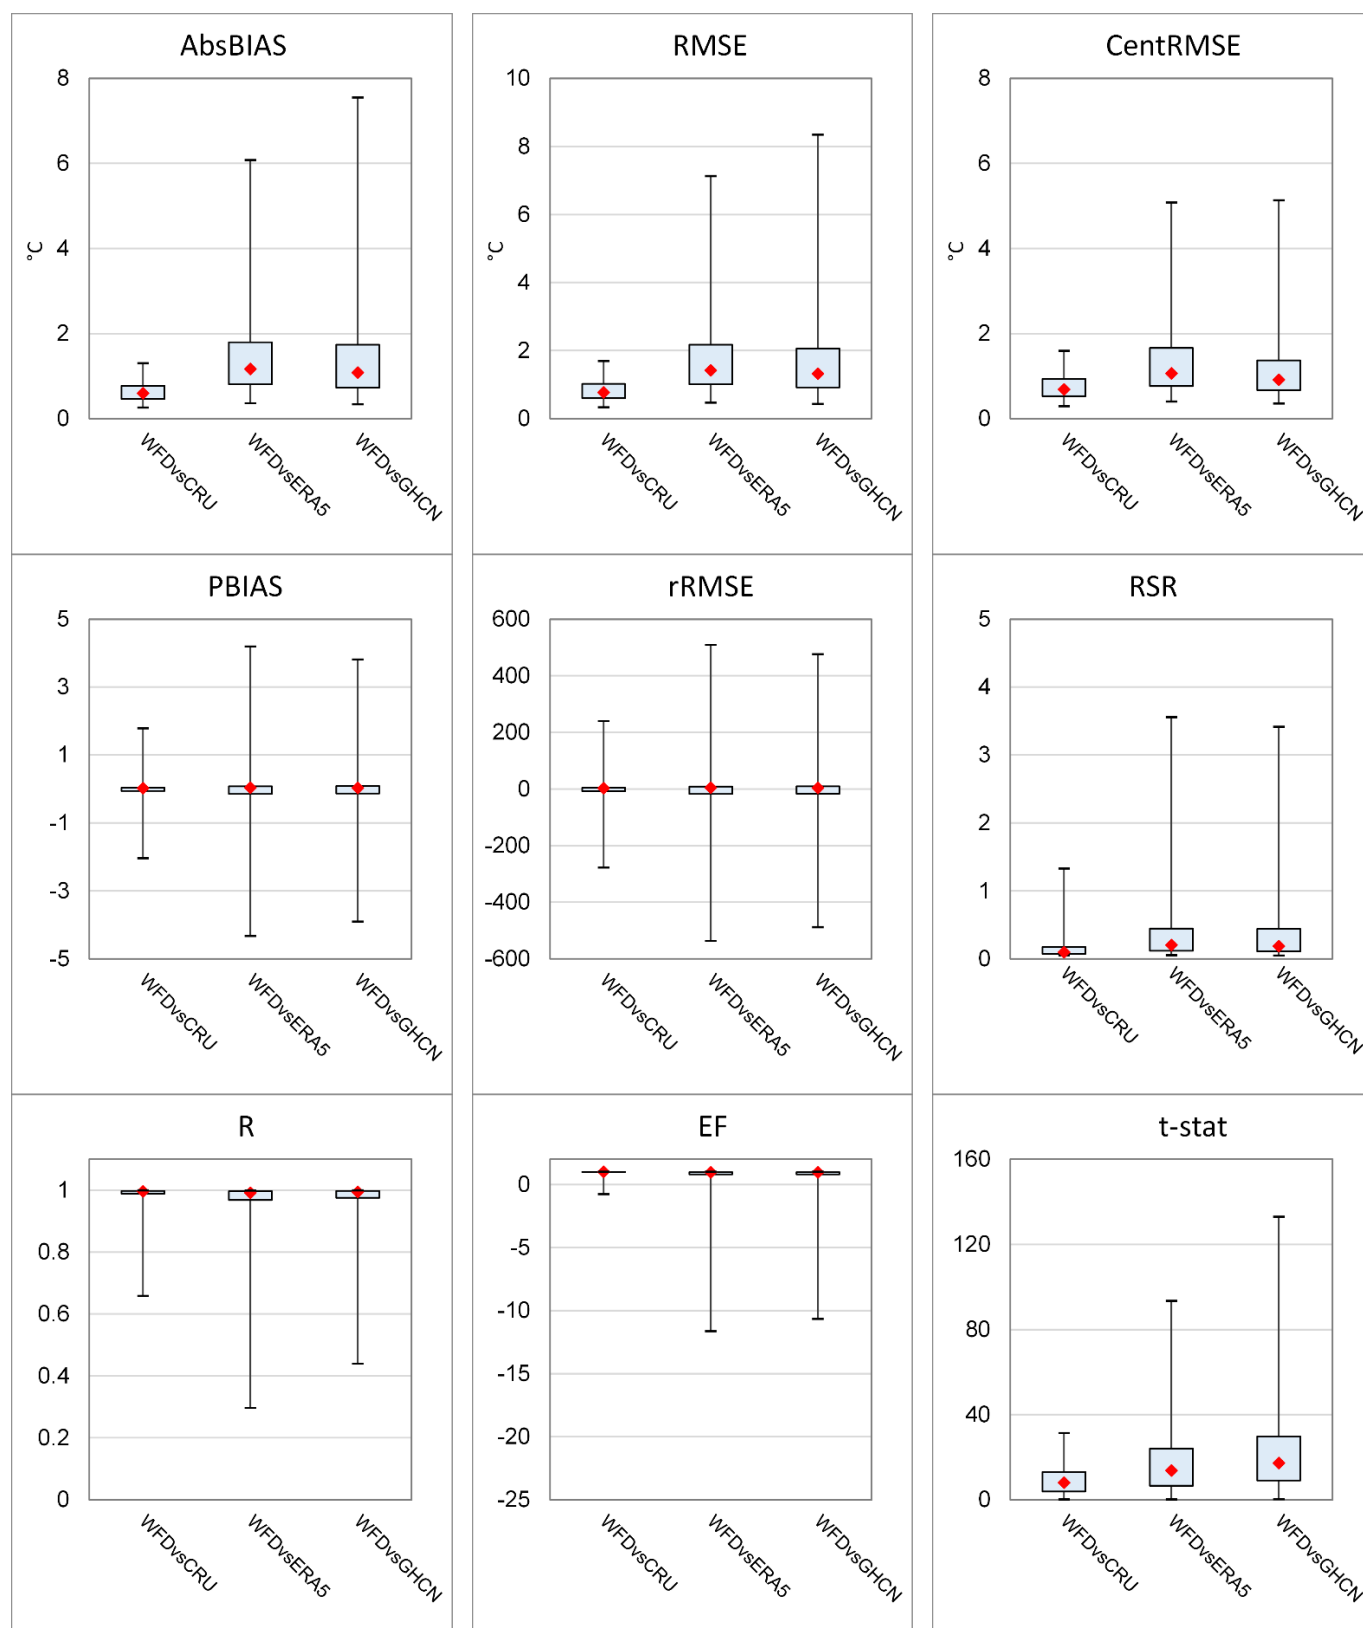 AbsBIAS
8
6
4
2
0
°C
WFDvsCRU
WFDvsERA5
WFDvsGHCN
RMSE
10
8
6
4
2
0
°C
WFDvsCRU
WFDvsERA5
WFDvsGHCN
CentRMSE
8
6
4
2
0
°C
WFDvsCRU
WFDvsERA5
WFDvsGHCN
PBIAS
5
3
1
-1
-3
-5
WFDvsCRU
WFDvsERA5
WFDvsGHCN
rRMSE
600
400
200
0
-200
-400
-600
WFDvsCRU
WFDvsERA5
WFDvsGHCN
RSR
5
4
3
2
1
0
WFDvsCRU
WFDvsERA5
WFDvsGHCN
R
1
0.8
0.6
0.4
0.2
0
WFDvsCRU
WFDvsERA5
WFDvsGHCN
EF
0
-5
-10
-15
-20
-25
WFDvsCRU
WFDvsERA5
WFDvsGHCN
t-stat
160
120
80
40
0
WFDvsCRU
WFDvsERA5
WFDvsGHCN